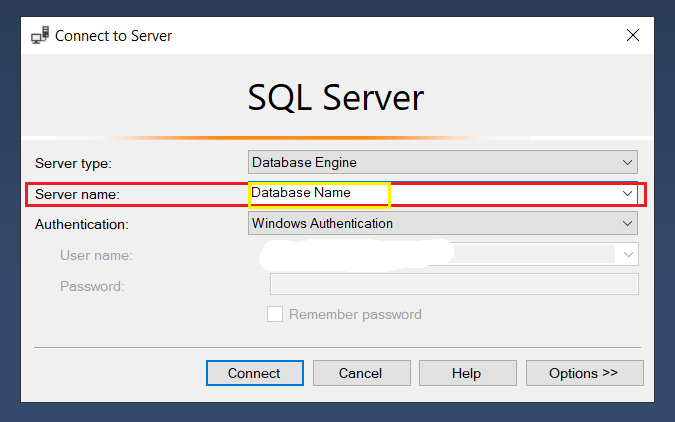 Connect to Server
SQL Server
Server type: Database Engine
Server name: Database Name
Authentication: Windows Authentication
User name:
Password:
Remember password
Connect Cancel Help Options >>